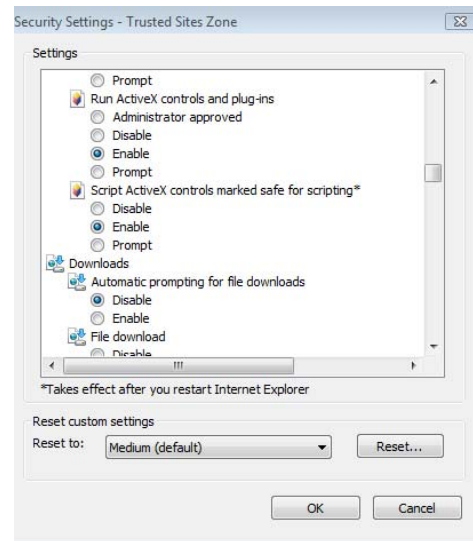 Security Settings - Trusted Sites Zone
Settings
Prompt
Run ActiveX controls and plug-ins
Administrator approved
Disable
Enable
Prompt
Script ActiveX controls marked safe for scripting*
Disable
Enable
Prompt
Downloads
Automatic prompting for file downloads
Disable
Enable
File download
Disable
*Takes effect after you restart Internet Explorer
Reset custom settings
Reset to: Medium (default) Reset...
OK Cancel